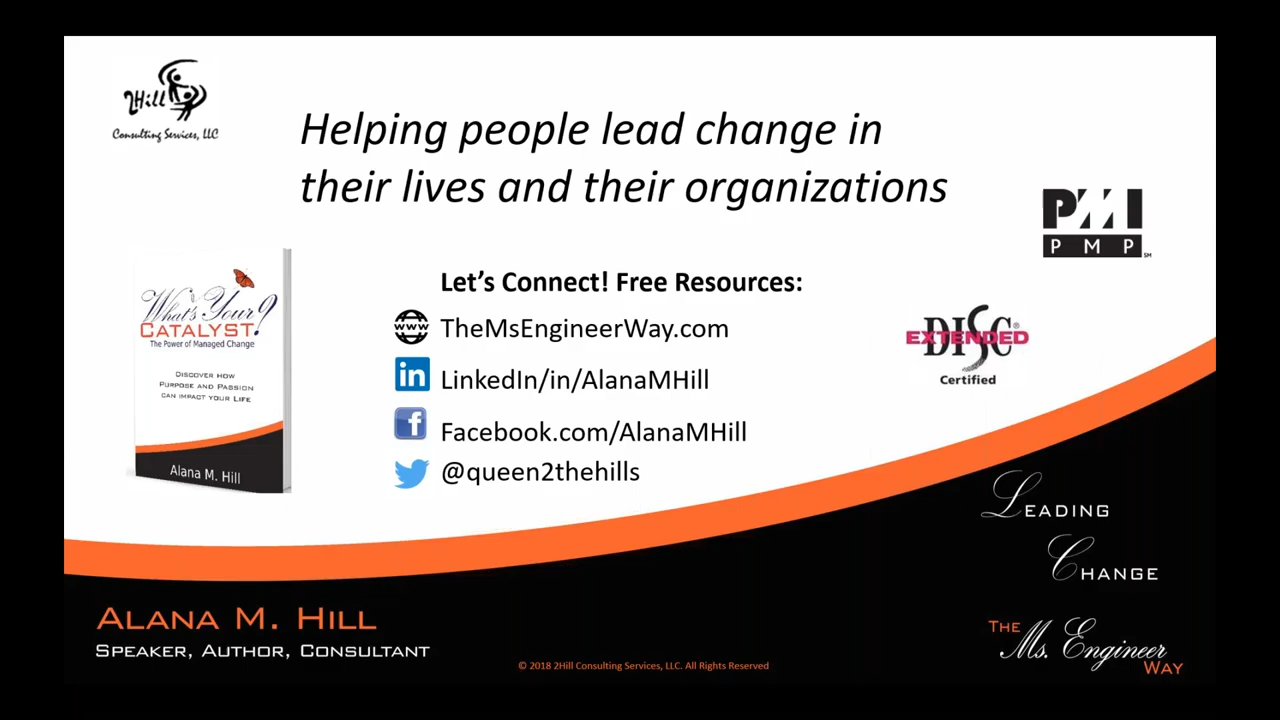 2Hill
Consulting Services, LLC
Helping people lead change in
their lives and their organizations
PMI
PMP SM
What's Your?
CATALYST
The Power of Managed Change
DISCOVER HOW
PURPOSE AND PASSION
CAN IMPACT YOUR LIFE
Alana M. Hill
Let's Connect! Free Resources:
www TheMsEngineerWay.com
in LinkedIn/in/AlanaMHill
f Facebook.com/AlanaMHill
@queen2thehills
DISC®
EXTENDED
Certified
LEADING
CHANGE
THE
Ms. Engineer
WAY
ALANA M. HILL
SPEAKER, AUTHOR, CONSULTANT
© 2018 2Hill Consulting Services, LLC. All Rights Reserved